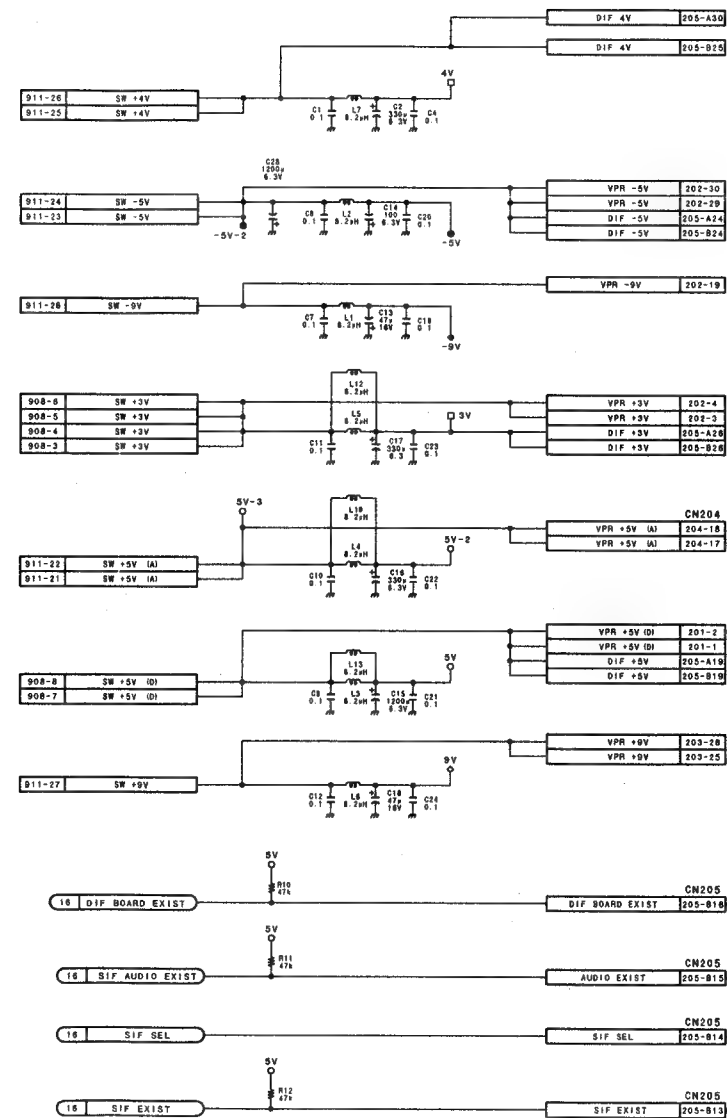 DIF 4V 205-A30
DIF 4V 205-B25
4V
911-26 SW +4V
911-25 SW +4V
C1 0.1
L7 8.2μH
C2 330μ 6.3V
C4 0.1
C28 1200μ 6.3V
911-24 SW -5V
911-23 SW -5V
-5V-2
C8 0.1
L2 8.2μH
C14 100 6.3V
C20 0.1
-5V
VPR -5V 202-30
VPR -5V 202-29
DIF -5V 205-A24
DIF -5V 205-B24
VPR -9V 202-19
911-28 SW -9V
C7 0.1
L1 8.2μH
C13 47μ 16V
0.1
-9V
L12 8.2μH
908-6 SW +3V
908-5 SW +3V
908-4 SW +3V
908-3 SW +3V
L5 8.2μH
C11 0.1
C17 330μ 6.3
C23 0.1
3V
VPR +3V 202-4
VPR +3V 202-3
DIF +3V 205-A26
DIF +3V 205-B26
5V-3
8.2μH
911-22 SW +5V (A)
911-21 SW +5V (A)
L4 8.2μH
C10 0.1
C16 330μ 6.3V
C22 0.1
5V-2
CN204
VPR +5V (A) 204-18
VPR +5V (A) 204-17
908-8 SW +5V (D)
908-7 SW +5V (D)
L13 8.2μH
C9 0.1
L3 8.2μH
C15 1200μ 6.3V
C21 0.1
5V
VPR +5V (D) 201-2
VPR +5V (D) 201-1
DIF +5V 205-A19
DIF +5V 205-B19
9V
911-27 SW +9V
C12 0.1
L6 8.2μH
47μ 16V
C24 0.1
VPR +9V 203-26
VPR +9V 203-25
5V
R10 47k
16 DIF BOARD EXIST
CN205
DIF BOARD EXIST 205-B16
5V
R11 47k
16 SIF AUDIO EXIST
CN205
AUDIO EXIST 205-B15
16 SIF SEL
CN205
SIF SEL 205-B14
5V
R12 47k
16 SIF EXIST
CN205
SIF EXIST 205-B13